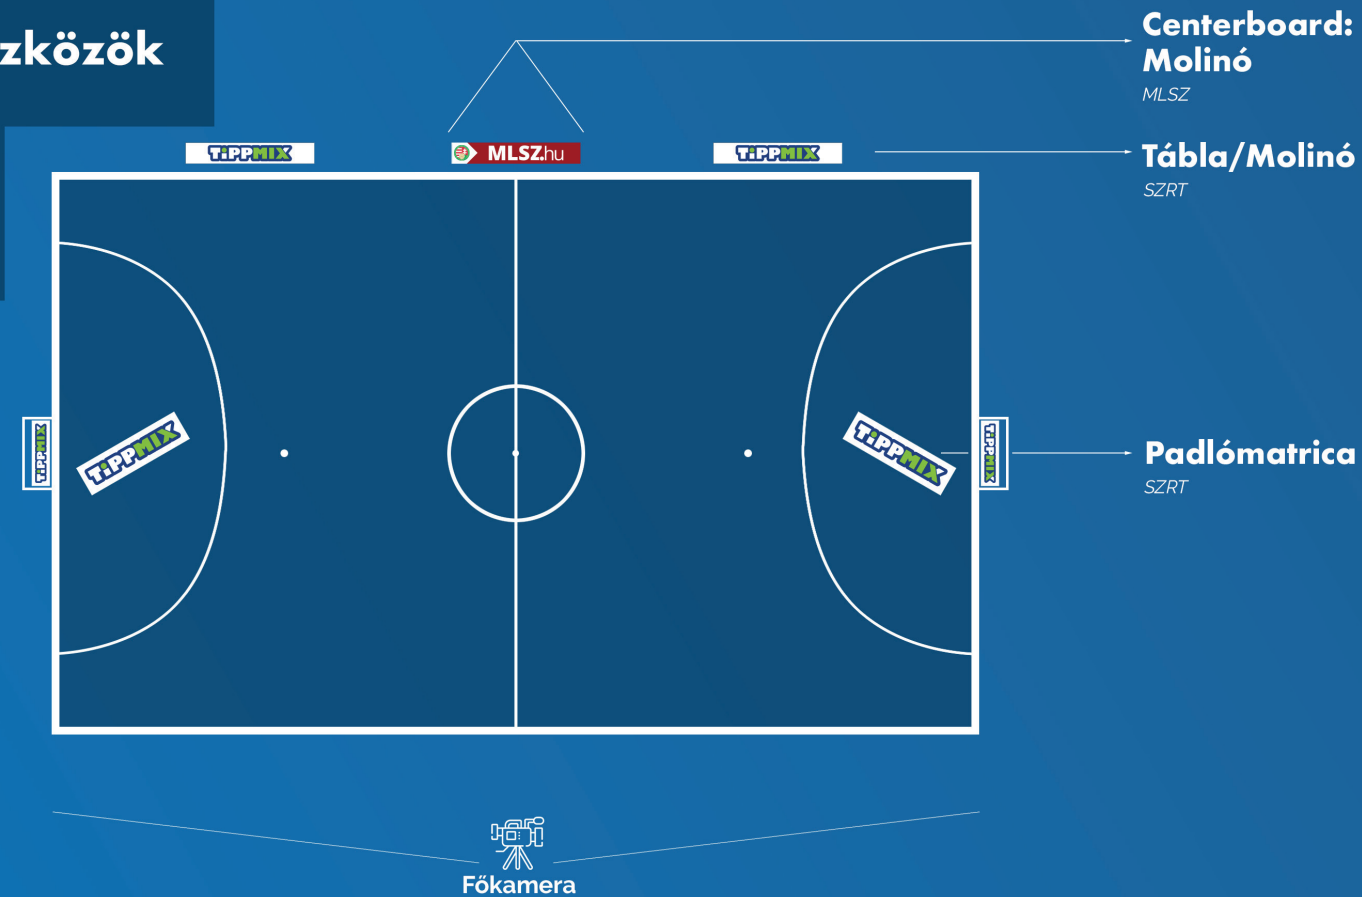 zközök
Centerboard:
Molinó
MLSZ
TiPPMIX
MLSZ.hu
TiPPMIX
Tábla/Molinó
SZRT
TiPPMIX
TiPPMIX
TiPPMIX
TiPPMIX
Padlómatrica
SZRT
Főkamera